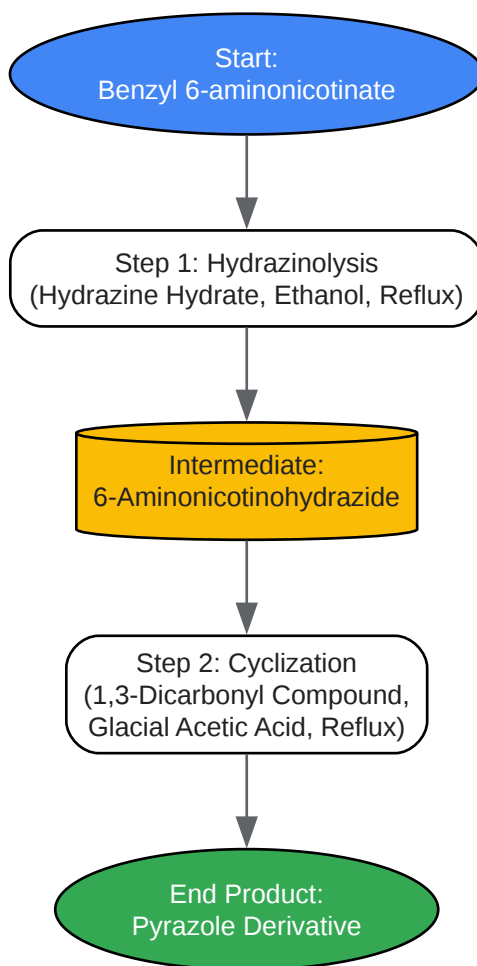 Start:
Benzyl 6-aminonicotinate
Step 1: Hydrazinolysis
(Hydrazine Hydrate, Ethanol, Reflux)
Intermediate:
6-Aminonicotinohydrazide
Step 2: Cyclization
(1,3-Dicarbonyl Compound,
Glacial Acetic Acid, Reflux)
End Product:
Pyrazole Derivative